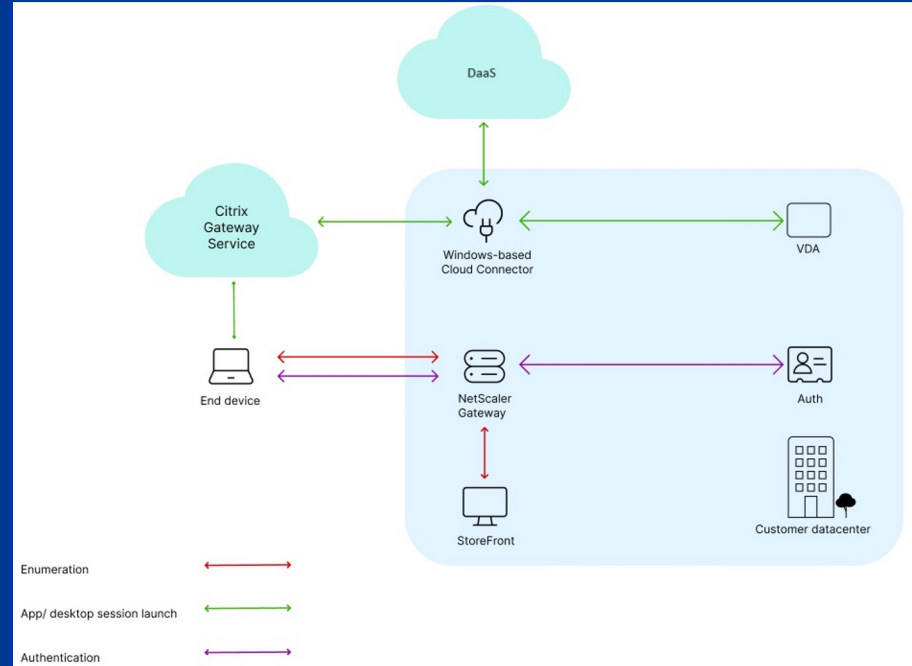 DaaS
Citrix
Gateway
Service
Windows-based
Cloud Connector
VDA
End device
NetScaler
Gateway
Auth
StoreFront
Customer datacenter
Enumeration
App/ desktop session launch
Authentication